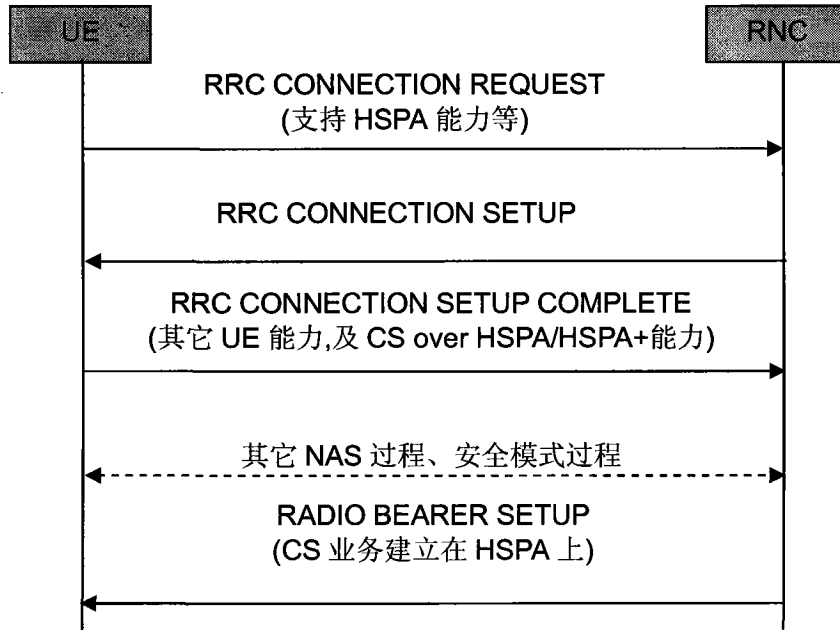 UE
RNC
RRC CONNECTION REQUEST
(支持 HSPA 能力等)
RRC CONNECTION SETUP
RRC CONNECTION SETUP COMPLETE
(其它 UE 能力,及 CS over HSPA/HSPA+能力)
其它 NAS 过程、安全模式过程
RADIO BEARER SETUP
(CS 业务建立在 HSPA 上)